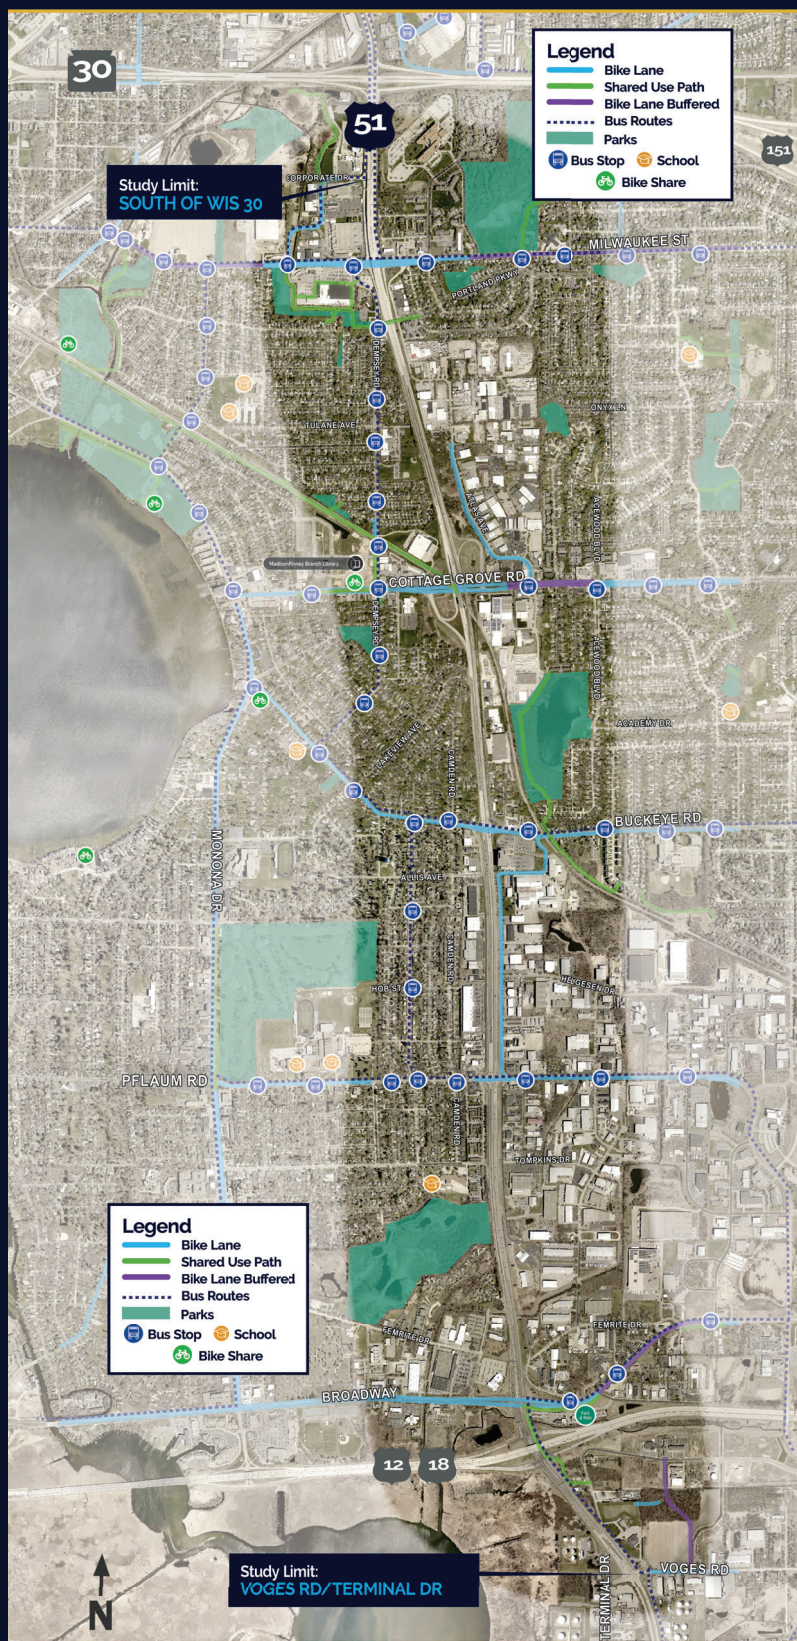 30
51
151
Legend
Bike Lane
Shared Use Path
Bike Lane Buffered
Bus Routes
Parks
Bus Stop
School
Bike Share
CORPORATE DR
Study Limit:
SOUTH OF WIS 30
MILWAUKEE ST
PORTLAND PKWY
DEMPSEY RD
ONYX LN
TULANE AVE
ATLAS AVE
ACEWOOD BLVD
Madison Pinney Branch Library
COTTAGE GROVE RD
DEMPSEY RD
ACEWOOD BLVD
ACADEMY DR
LAKEVIEW AVE
CAMDEN RD
BUCKEYE RD
MONONA DR
ALLIS AVE
CAMDEN RD
HOB ST
HELGESEN DR
PFLAUM RD
CAMDEN RD
TOMPKINS DR
Legend
Bike Lane
Shared Use Path
Bike Lane Buffered
Bus Routes
Parks
Bus Stop
School
Bike Share
FEMRITE DR
FEMRITE DR
BROADWAY
Park
& Ride
12
18
Study Limit:
VOGES RD/TERMINAL DR
VOGES RD
TERMINAL DR
N